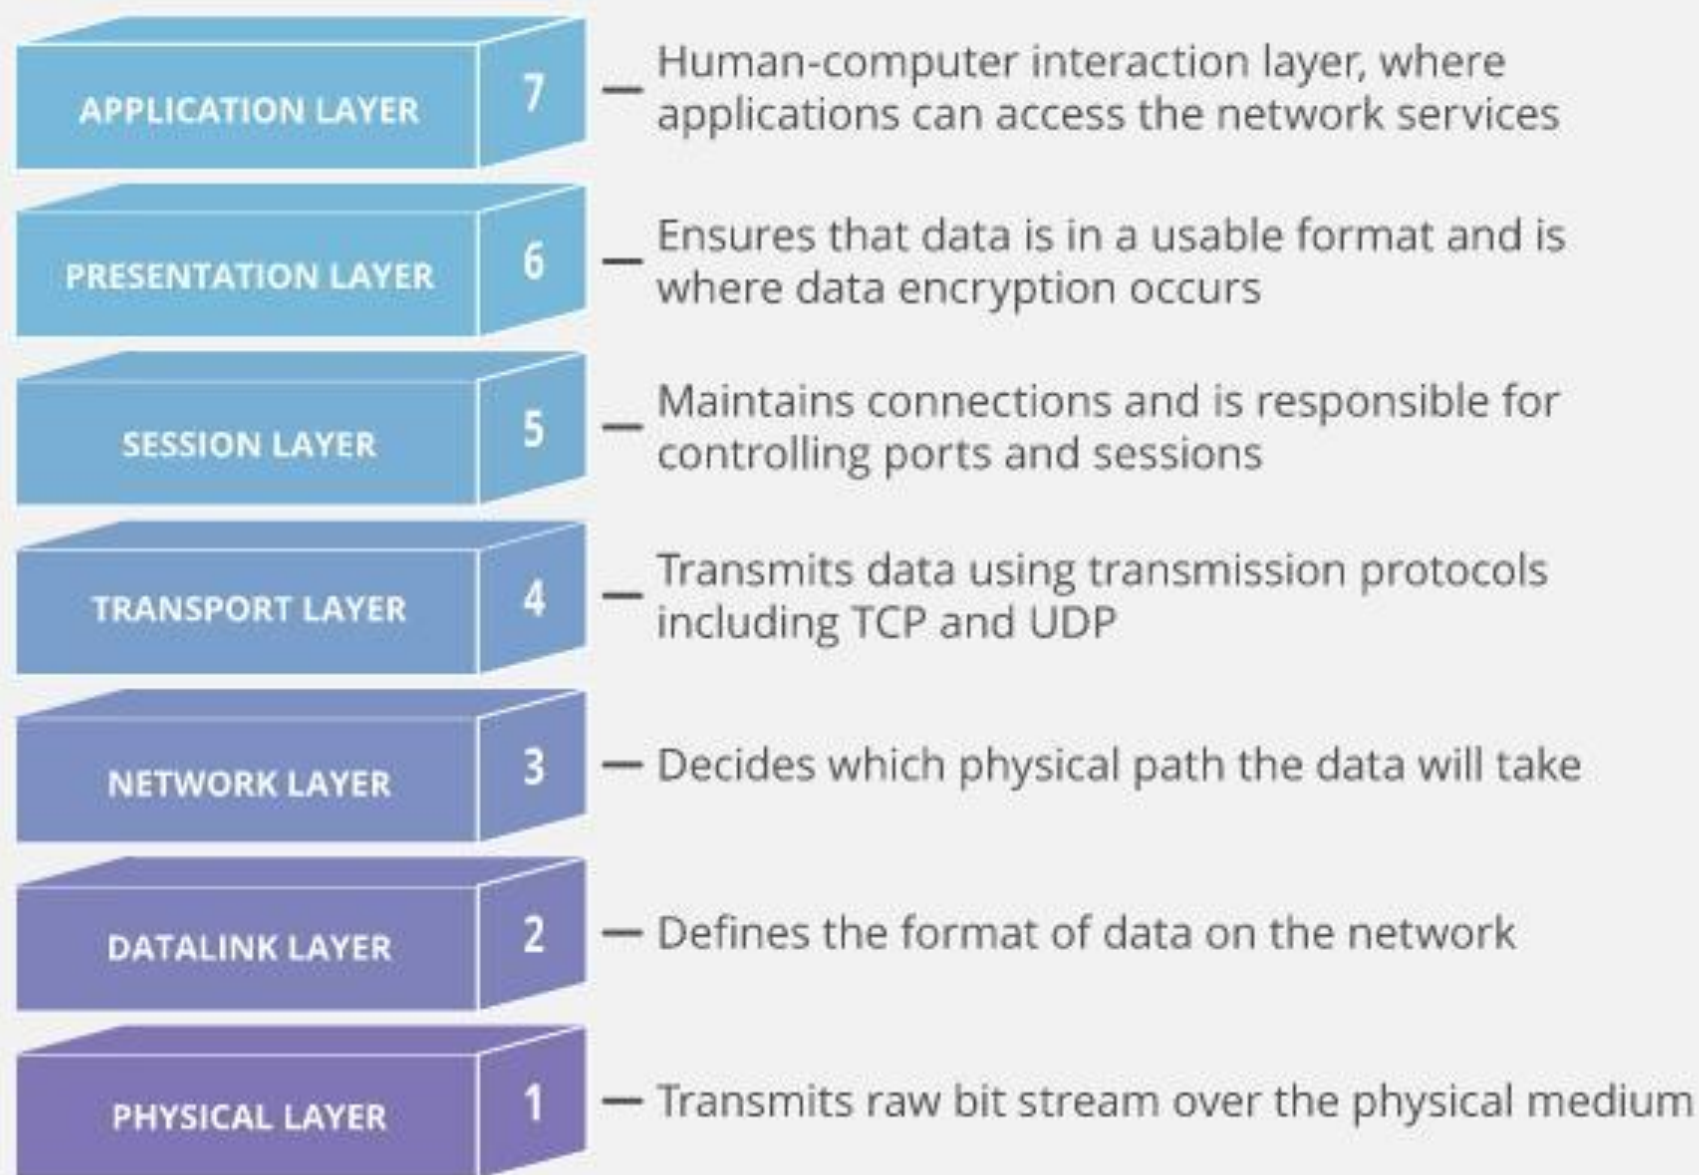 APPLICATION LAYER
7
Human-computer interaction layer, where
applications can access the network services
PRESENTATION LAYER
6
Ensures that data is in a usable format and is
where data encryption occurs
SESSION LAYER
5
Maintains connections and is responsible for
controlling ports and sessions
TRANSPORT LAYER
4
Transmits data using transmission protocols
including TCP and UDP
NETWORK LAYER
3
Decides which physical path the data will take
DATALINK LAYER
2
Defines the format of data on the network
PHYSICAL LAYER
1
Transmits raw bit stream over the physical medium